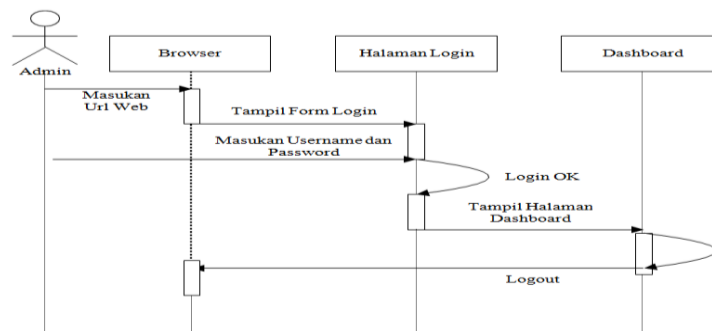 Browser
Halaman Login
Dashboard
Admin
Masukan
Url Web
Tampil Form Login
Masukan Username dan
Password
Login OK
Tampil Halaman
Dashboard
Logout